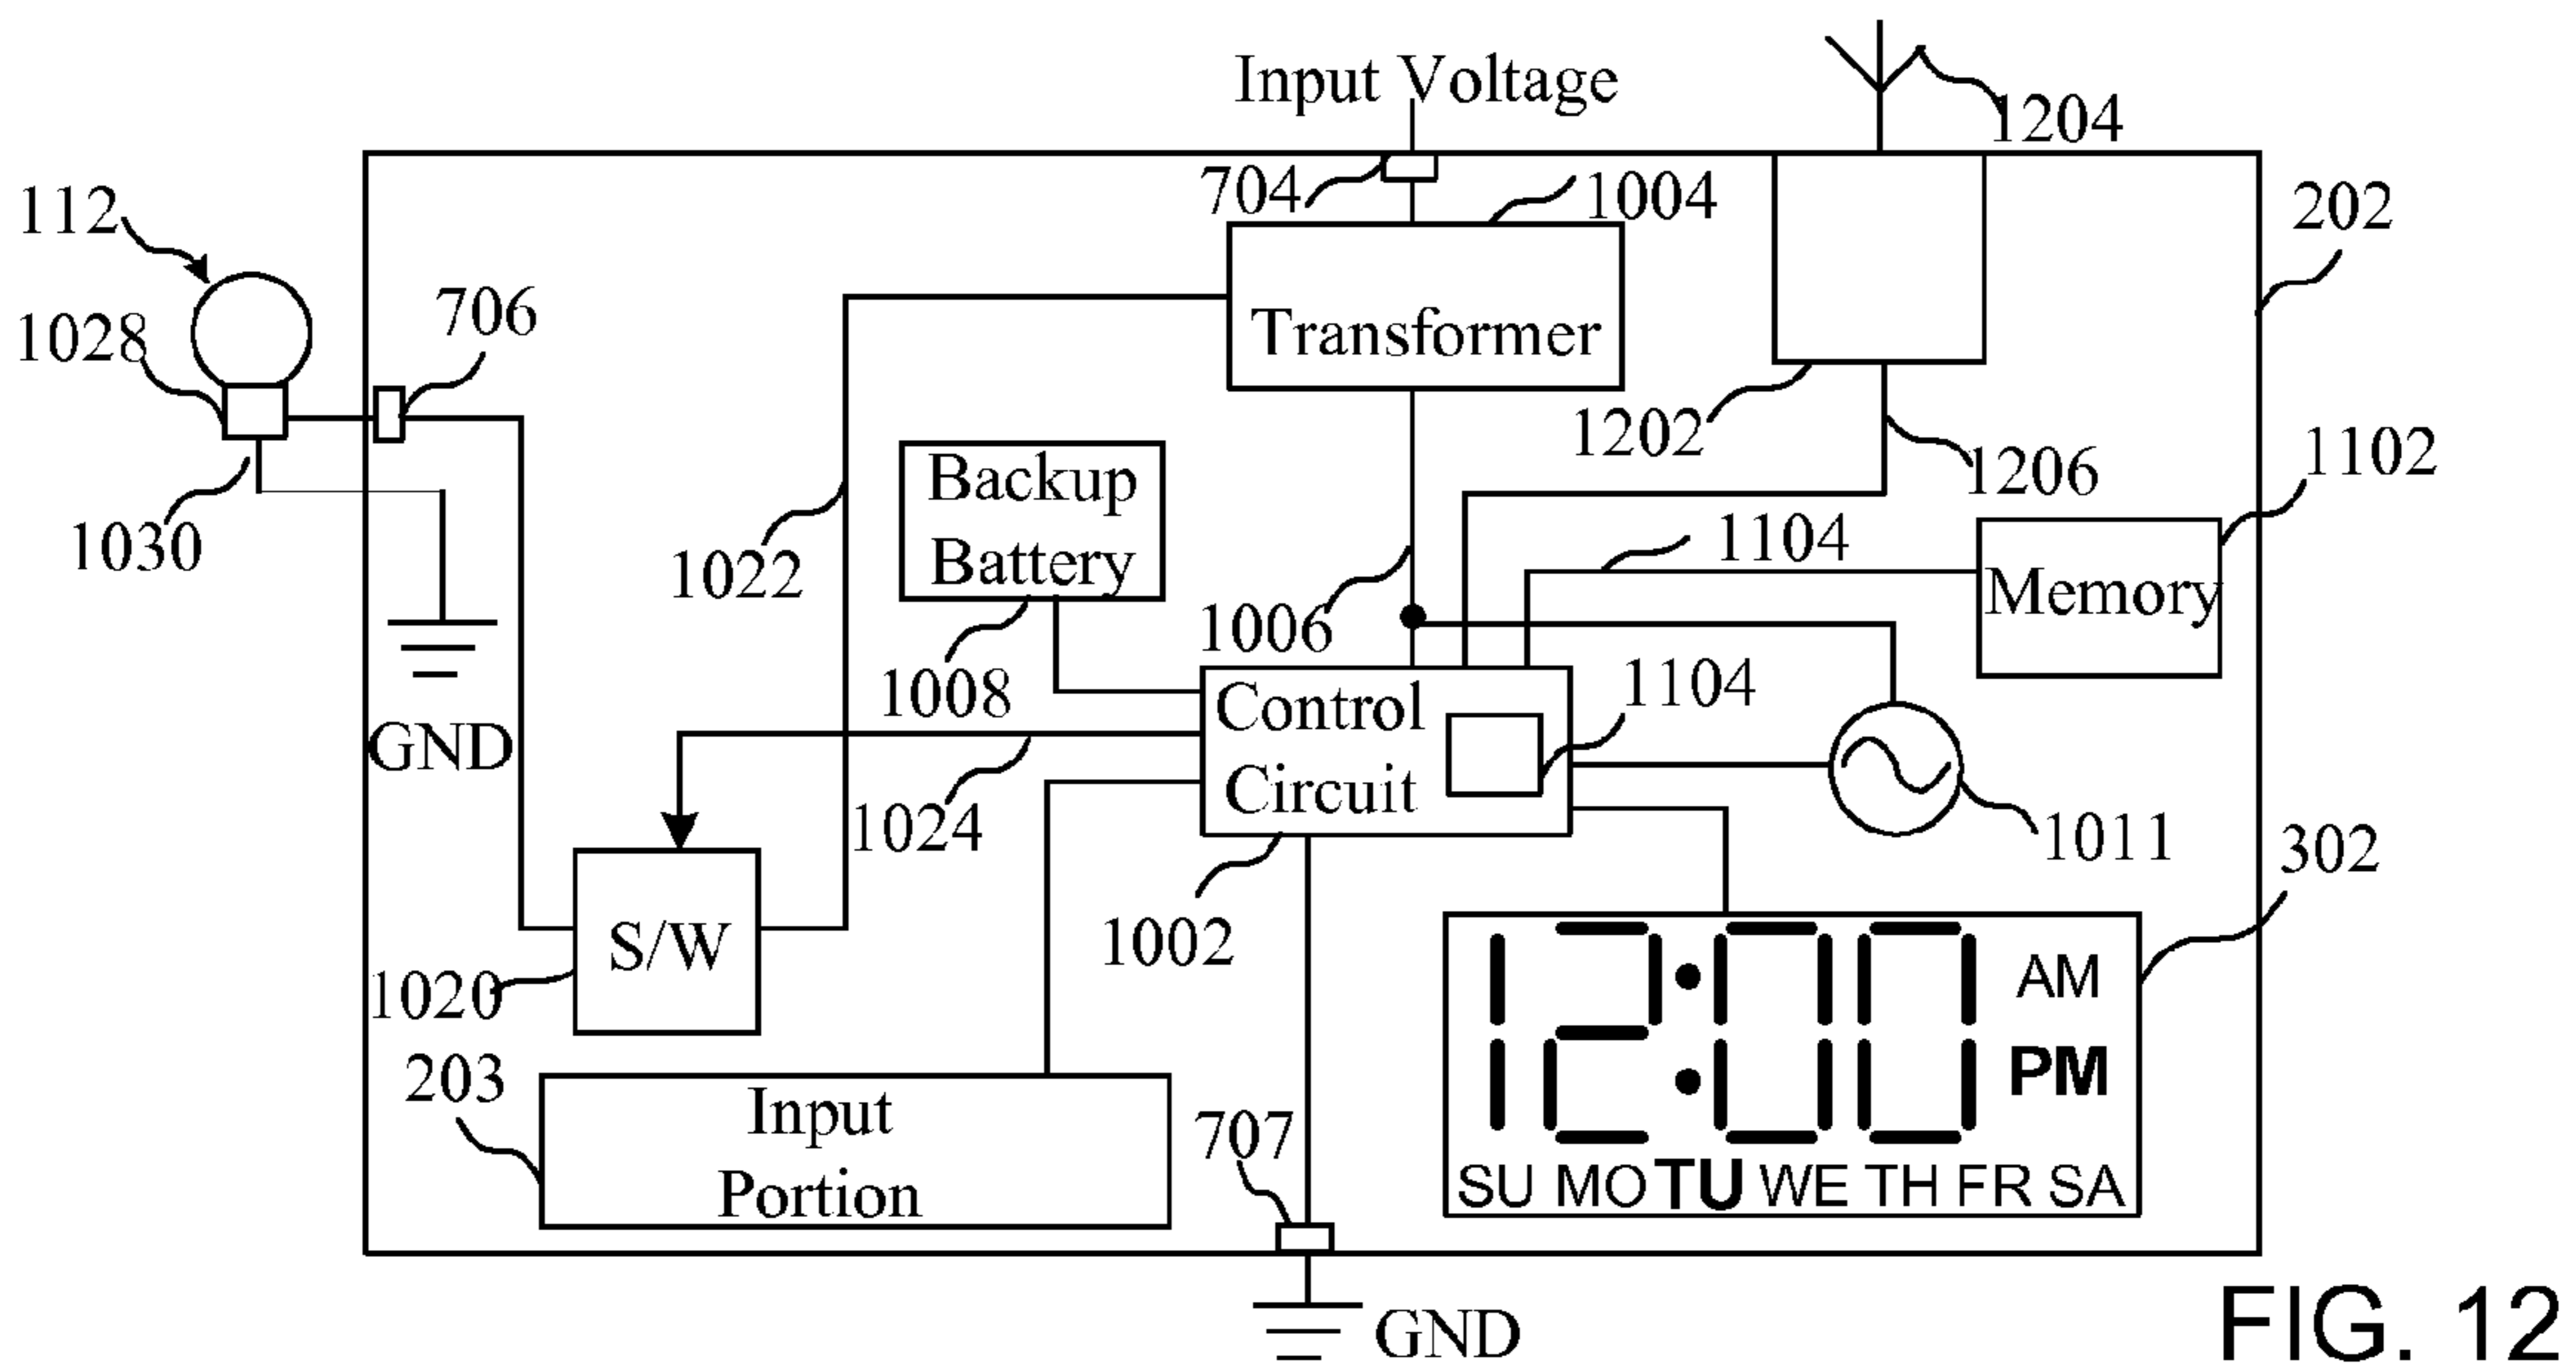 Input Voltage
1204
704
1004
202
112
706
1028
Transformer
1202
1206
1102
Backup
Battery
1030
1022
1104
Memory
1006
1008
Control
Circuit
1104
GND
1024
1011
302
1002
S/W
1020
12:00
AM
PM
203
Input
Portion
707
SU MO TU WE TH FR SA
GND
FIG. 12